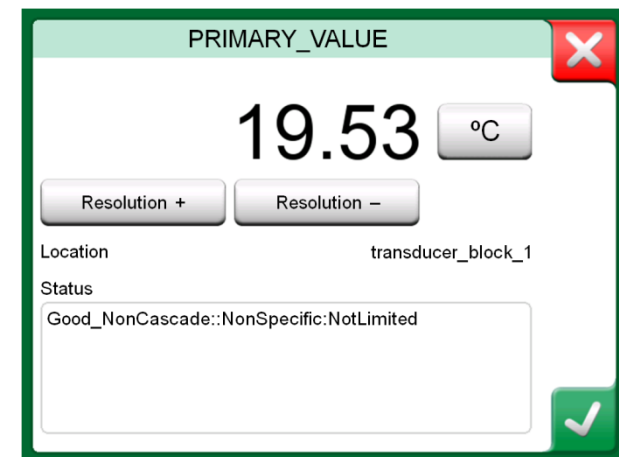 PRIMARY_VALUE
19.53 ºC
Resolution + Resolution –
Location transducer_block_1
Status
Good_NonCascade::NonSpecific:NotLimited